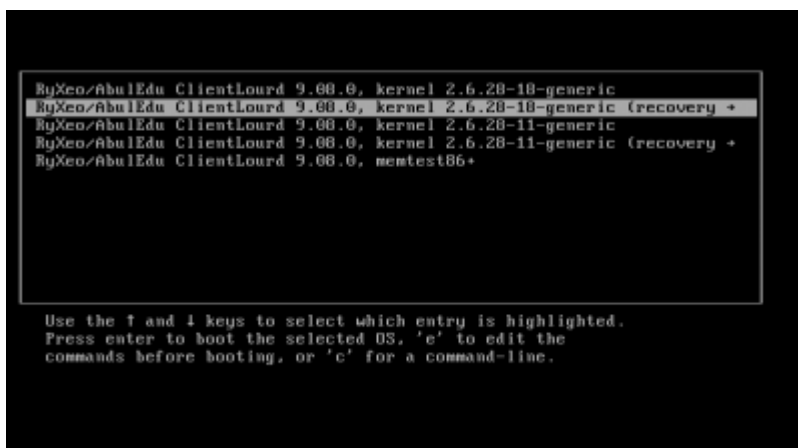 RyXeo/AbulEdu ClientLourd 9.08.0, kernel 2.6.28-18-generic
RyXeo/AbulEdu ClientLourd 9.08.0, kernel 2.6.28-18-generic (recovery →
RyXeo/AbulEdu ClientLourd 9.08.0, kernel 2.6.28-11-generic
RyXeo/AbulEdu ClientLourd 9.08.0, kernel 2.6.28-11-generic (recovery →
RyXeo/AbulEdu ClientLourd 9.08.0, memtest86+
Use the ↑ and ↓ keys to select which entry is highlighted.
Press enter to boot the selected OS, 'e' to edit the
commands before booting, or 'c' for a command-line.